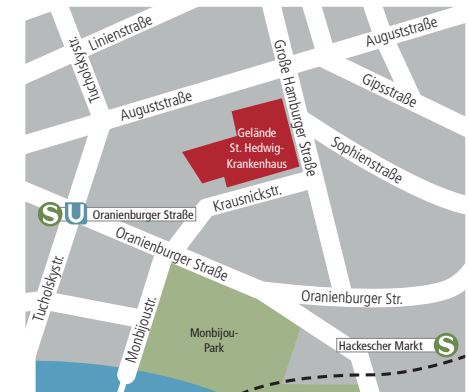 Linienstraße
Tucholskystr.
Auguststraße
Große Hamburger Straße
Auguststraße
Gipsstraße
Gelände
St. Hedwig-
Krankenhaus
Sophienstraße
Krausnickstr.
S U Oranienburger Straße
Oranienburger Straße
Tucholskystr.
Monbijoustr.
Oranienburger Str.
Monbijou-
Park
Hackescher Markt S